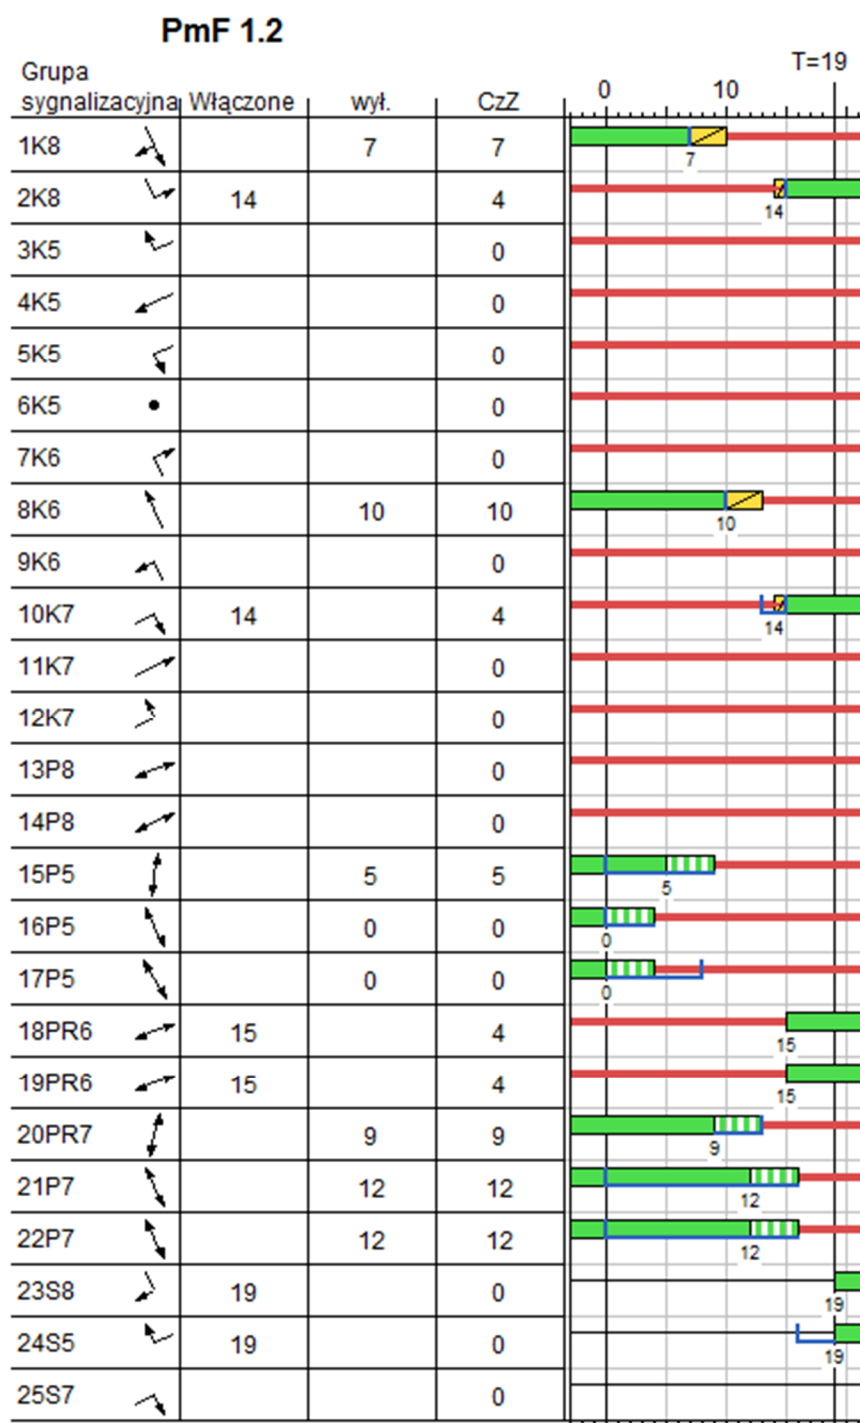 PmF 1.2
T=19
Grupa
sygnalizacyjna Włączone wył. CzZ 0 10
1K8 7 7
7
2K8 14 4
14
3K5 0
4K5 0
5K5 0
6K5 0
7K6 0
8K6 10 10
10
9K6 0
10K7 14 4
14
11K7 0
12K7 0
13P8 0
14P8 0
15P5 5 5
5
16P5 0 0
0
17P5 0 0
0
18PR6 15 4
15
19PR6 15 4
15
20PR7 9 9
9
21P7 12 12
12
22P7 12 12
12
23S8 19 0
19
24S5 19 0
19
25S7 0